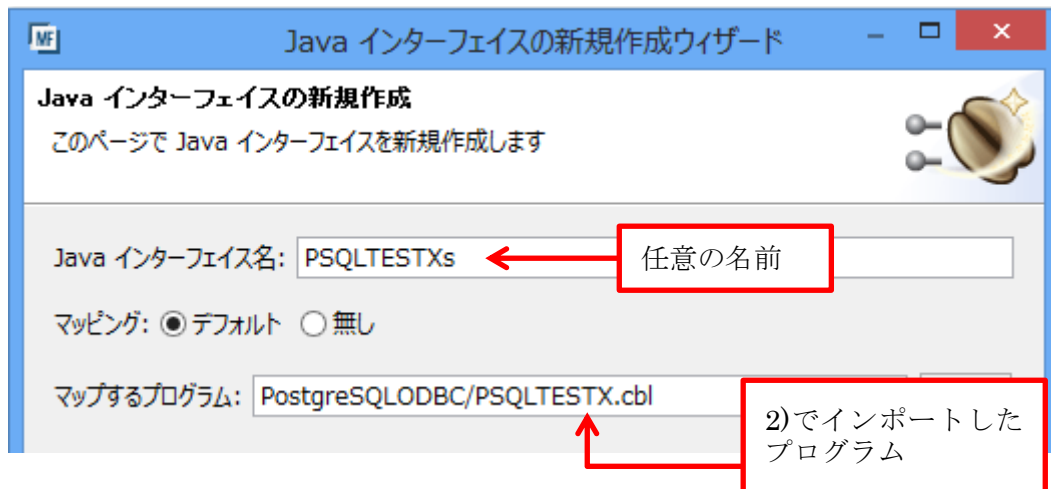 MF
Java インターフェイスの新規作成ウィザード
Java インターフェイスの新規作成
このページで Java インターフェイスを新規作成します
Java インターフェイス名: PSQLTESTXs
任意の名前
マッピング: デフォルト 無し
マップするプログラム: PostgreSQLODBC/PSQLTESTX.cbl
2)でインポートした
プログラム